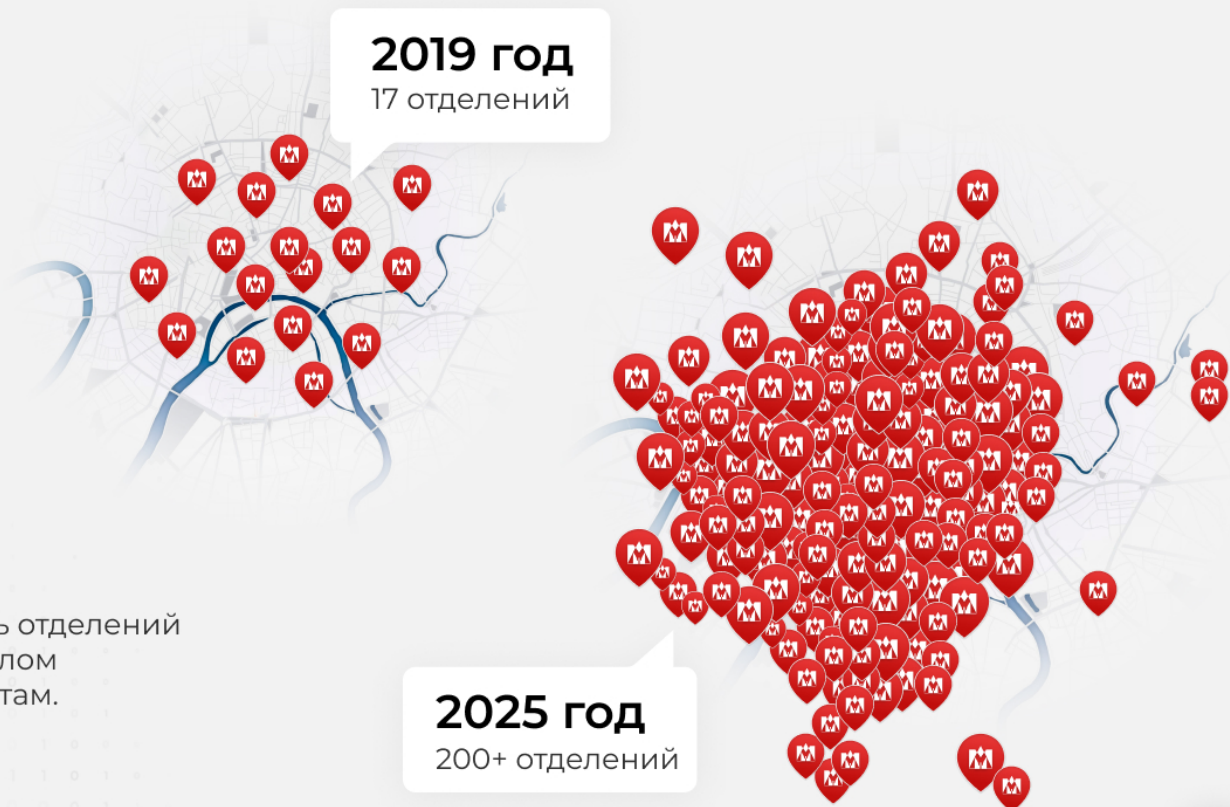 2019 год
17 отделений
ь отделений
лом
там.
2025 год
200+ отделений